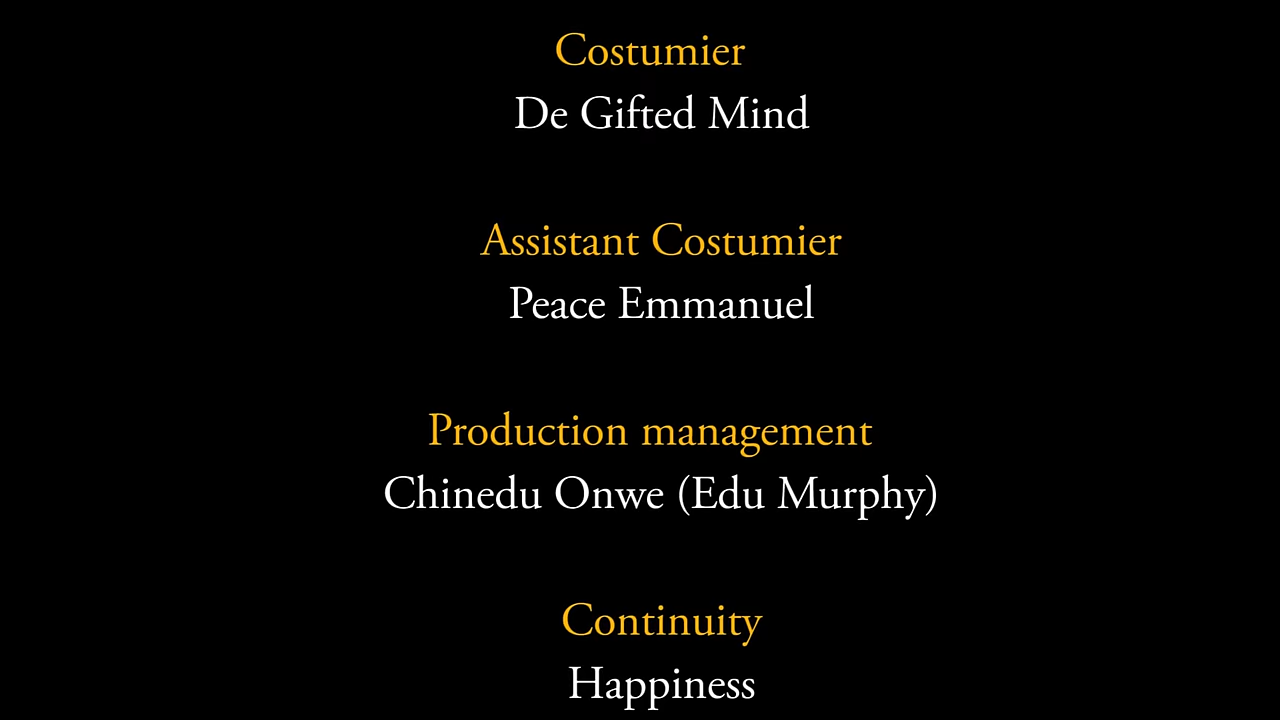 Costumier
De Gifted Mind
Assistant Costumier
Peace Emmanuel
Production management
Chinedu Onwe (Edu Murphy)
Continuity
Happiness